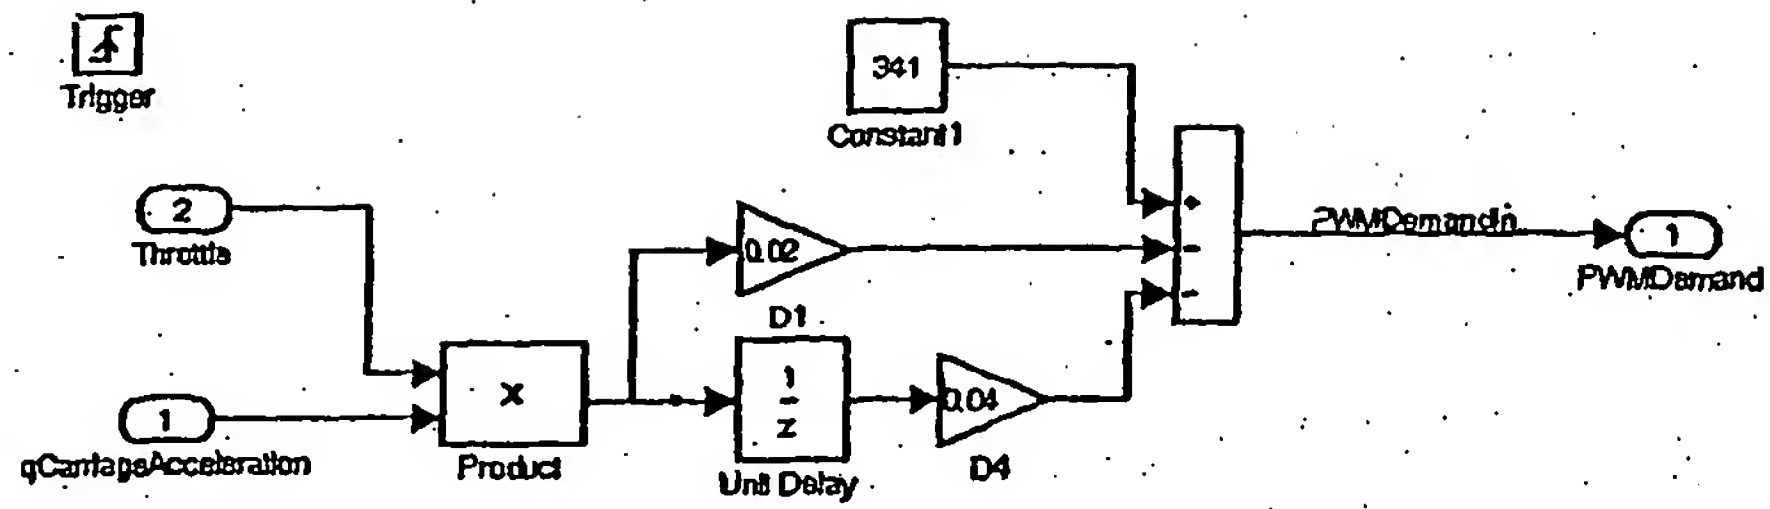 Trigger
341
Constant1
2
Throttle
0.02
D1
1
qCarriageAcceleration
x
Product
1
z
Unit Delay
0.04
D4
+
-
-
PWMDemandIn
1
PWMDemand